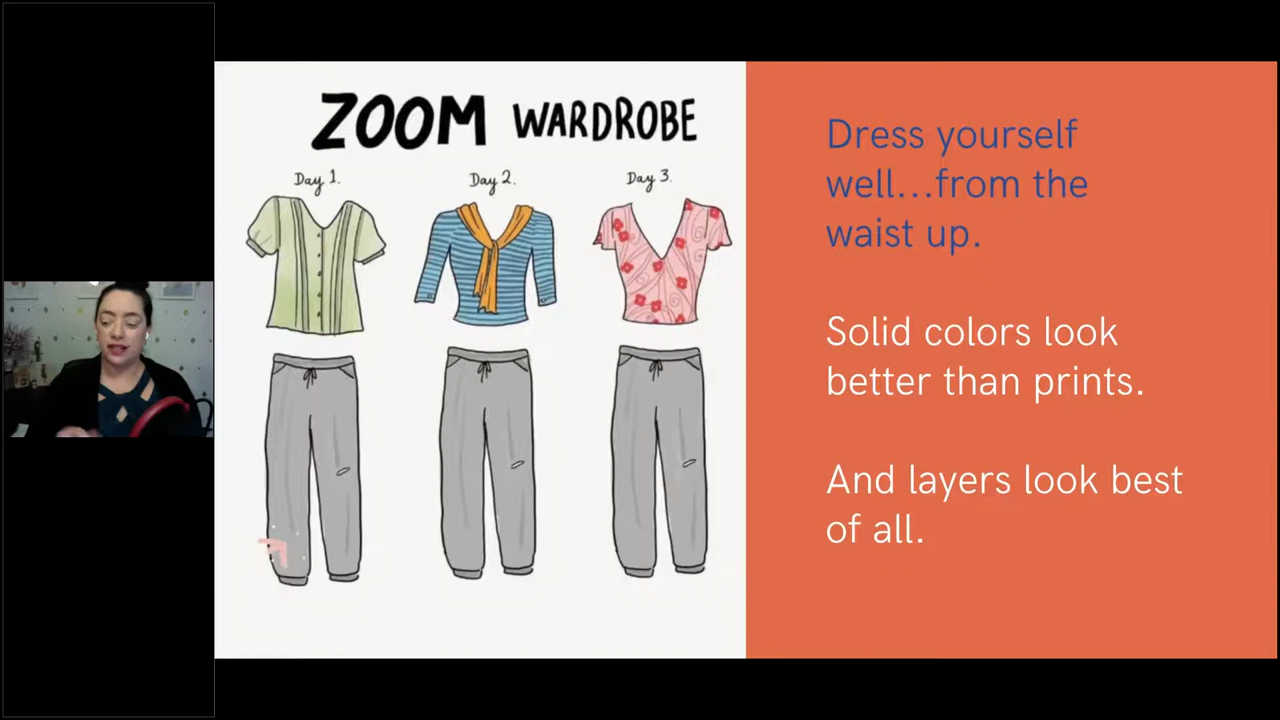 ZOOM WARDROBE
Day 1.
Day 2.
Day 3.
Dress yourself
well...from the
waist up.
Solid colors look
better than prints.
And layers look best
of all.